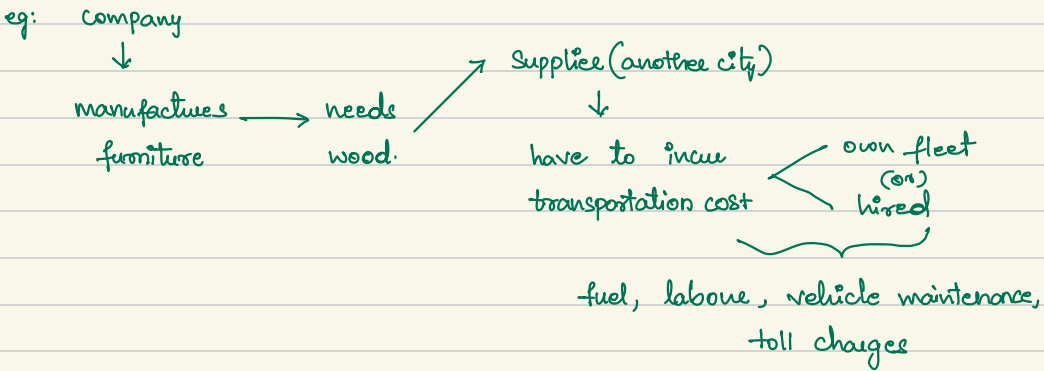 eg: company
↓
manufactures → needs
furniture wood.
supplier (another city)
↓
have to incur
transportation cost
own fleet
(or)
hired
fuel, labour, vehicle maintenance,
toll charges